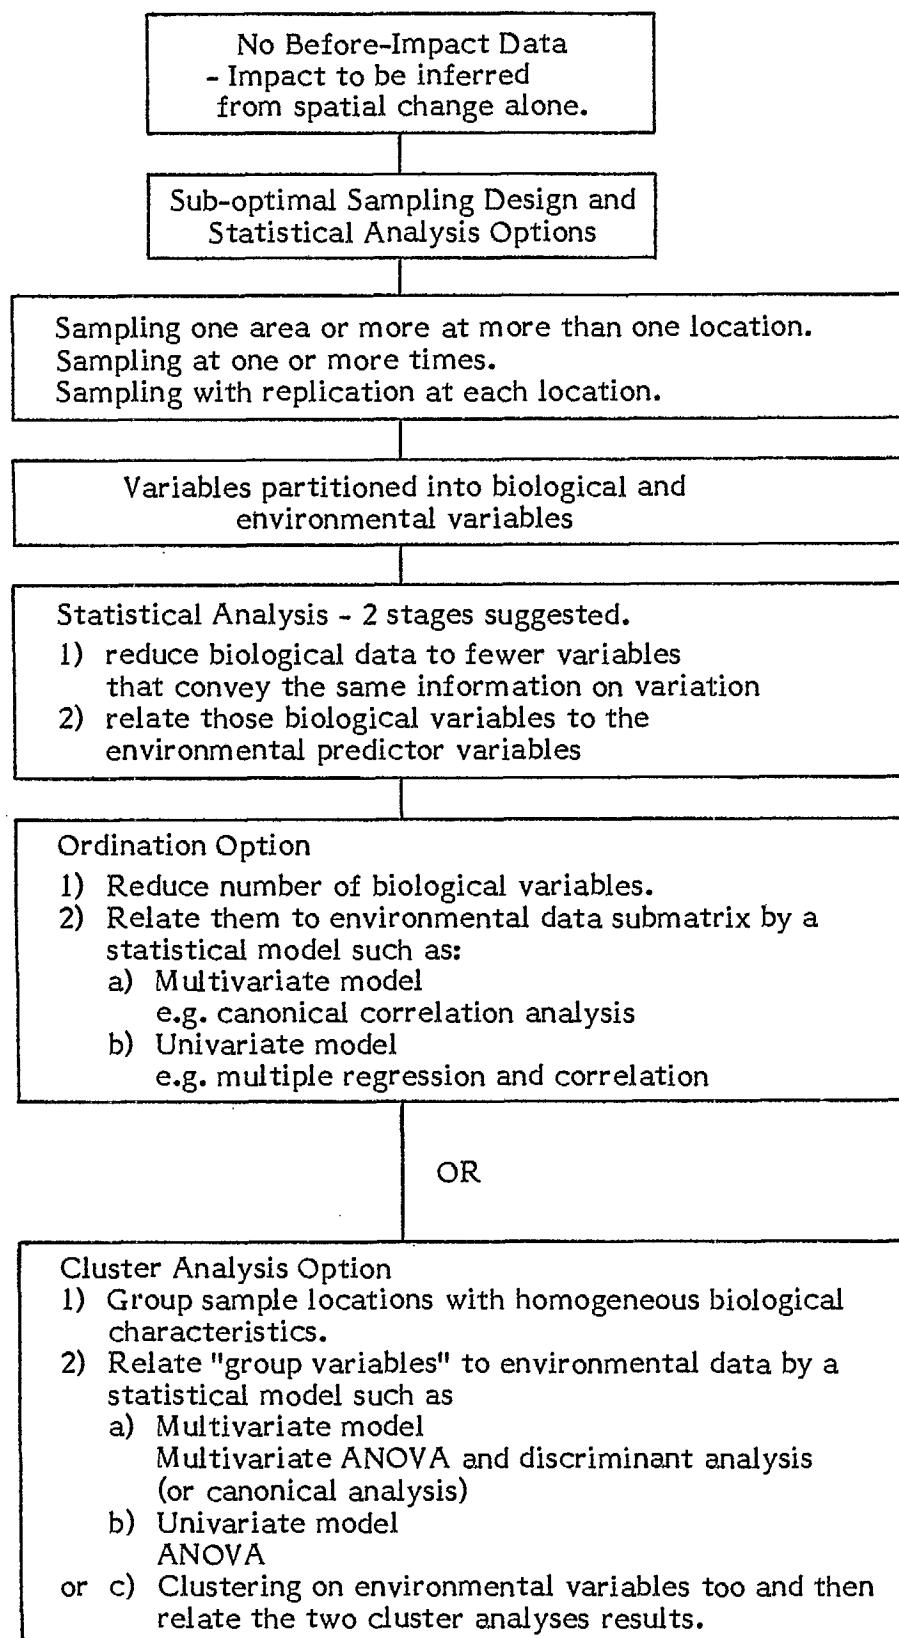 No Before-Impact Data
- Impact to be inferred
from spatial change alone.
Sub-optimal Sampling Design and
Statistical Analysis Options
Sampling one area or more at more than one location.
Sampling at one or more times.
Sampling with replication at each location.
Variables partitioned into biological and
environmental variables
Statistical Analysis - 2 stages suggested.
1) reduce biological data to fewer variables
that convey the same information on variation
2) relate those biological variables to the
environmental predictor variables
Ordination Option
1) Reduce number of biological variables.
2) Relate them to environmental data submatrix by a
statistical model such as:
a) Multivariate model
e.g. canonical correlation analysis
b) Univariate model
e.g. multiple regression and correlation
OR
Cluster Analysis Option
1) Group sample locations with homogeneous biological
characteristics.
2) Relate "group variables" to environmental data by a
statistical model such as
a) Multivariate model
Multivariate ANOVA and discriminant analysis
(or canonical analysis)
b) Univariate model
ANOVA
or c) Clustering on environmental variables too and then
relate the two cluster analyses results.